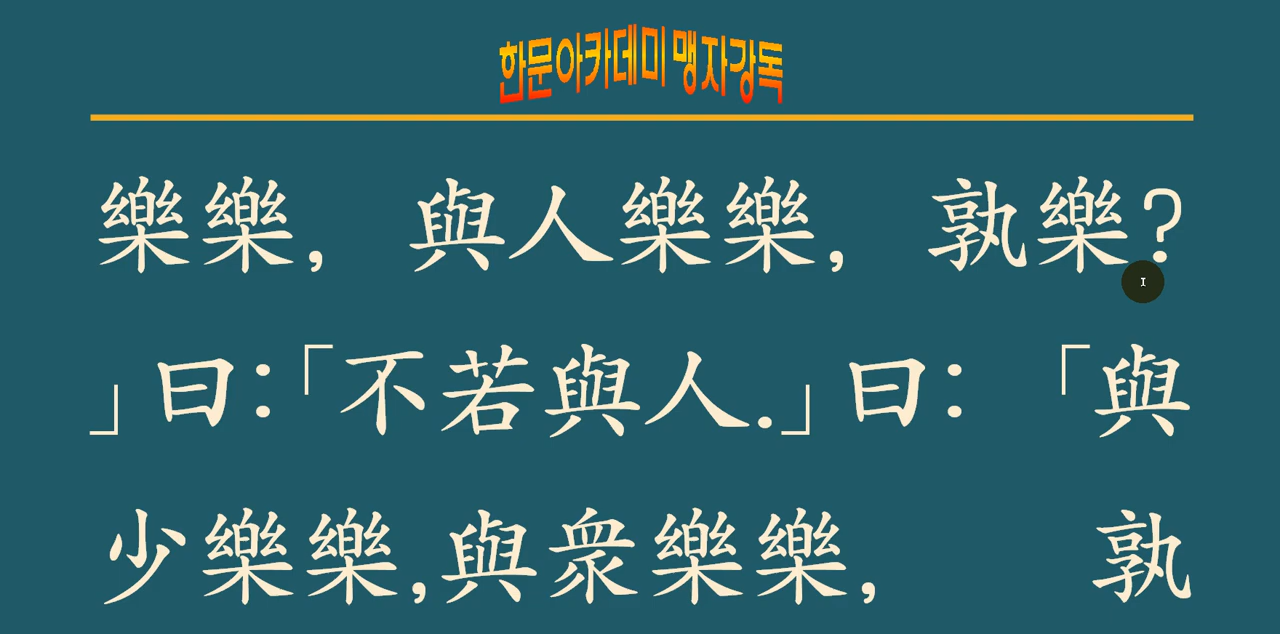 한문아카데미 맹자강독
樂樂, 與人樂樂, 孰樂?
」曰:「不若與人.」曰: 「與
少樂樂,與衆樂樂, 孰